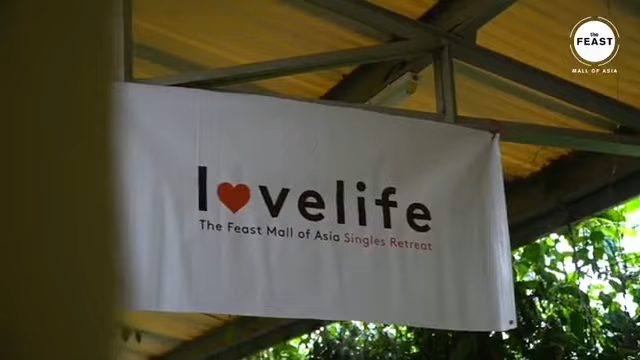 the
FEAST
MALL OF ASIA
lovelife
The Feast Mall of Asia Singles Retreat